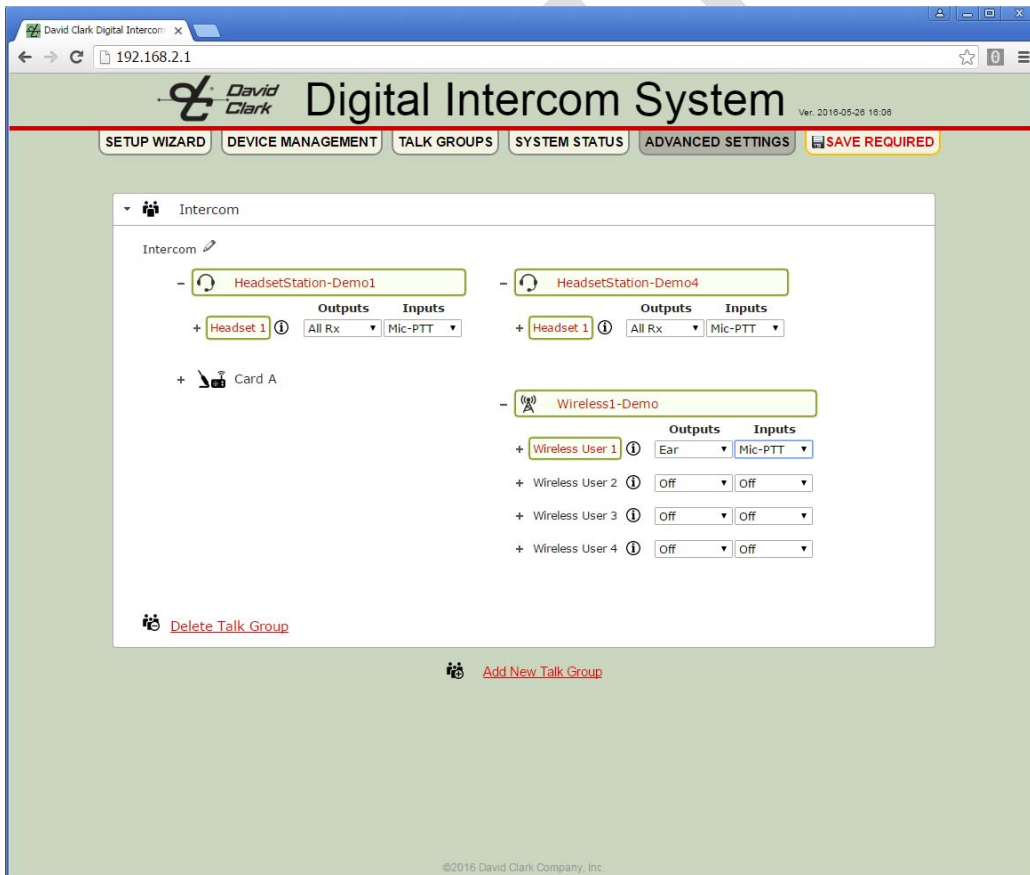 David Clark Digital Intercom
192.168.2.1
David Clark Digital Intercom System Ver. 2016-05-26 16:06
SETUP WIZARD DEVICE MANAGEMENT TALK GROUPS SYSTEM STATUS ADVANCED SETTINGS SAVE REQUIRED
Intercom
Intercom
HeadsetStation-Demo1
Outputs Inputs
Headset 1 All Rx Mic-PTT
Card A
HeadsetStation-Demo4
Outputs Inputs
Headset 1 All Rx Mic-PTT
Wireless1-Demo
Outputs Inputs
Wireless User 1 Ear Mic-PTT
Wireless User 2 Off Off
Wireless User 3 Off Off
Wireless User 4 Off Off
Delete Talk Group
Add New Talk Group
©2016 David Clark Company, Inc.